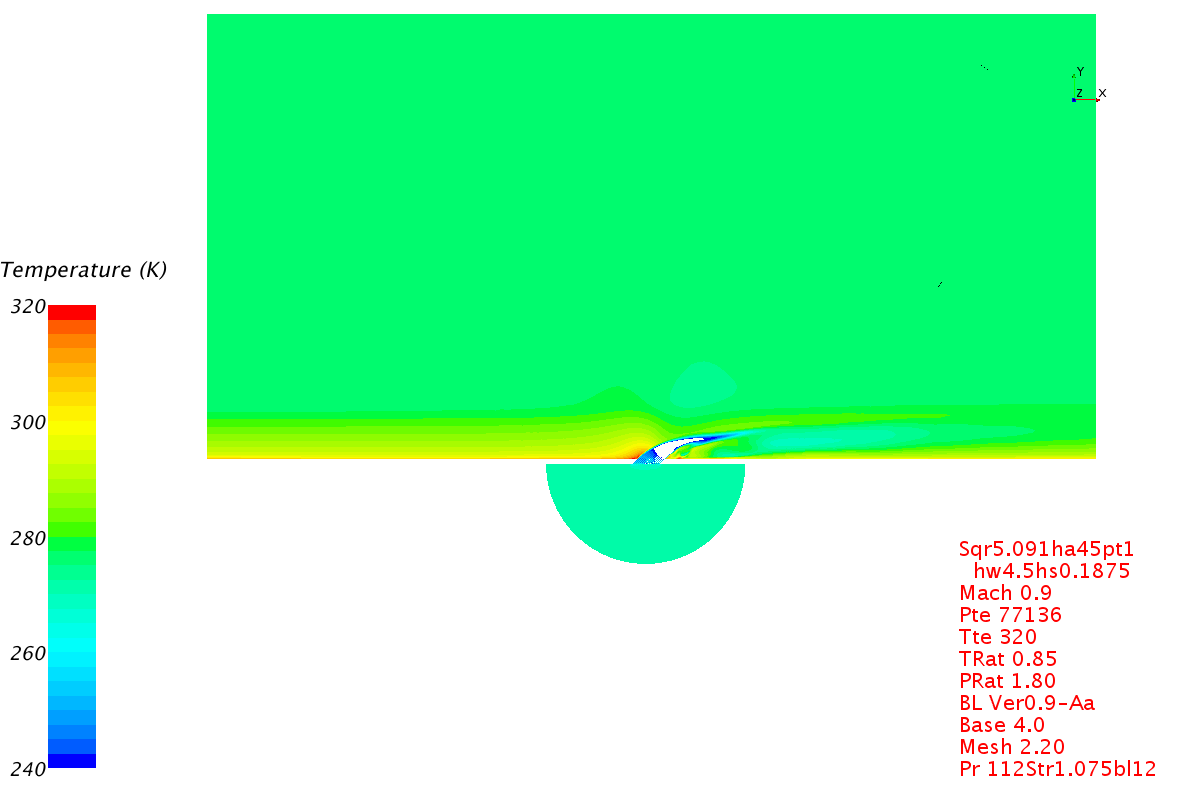 Y
Z X
Temperature (K)
320
300
280
260
240
Sqr5.091ha45pt1
hw4.5hs0.1875
Mach 0.9
Pte 77136
Tte 320
TRat 0.85
PRat 1.80
BL Ver0.9-Aa
Base 4.0
Mesh 2.20
Pr 112Str1.075bl12